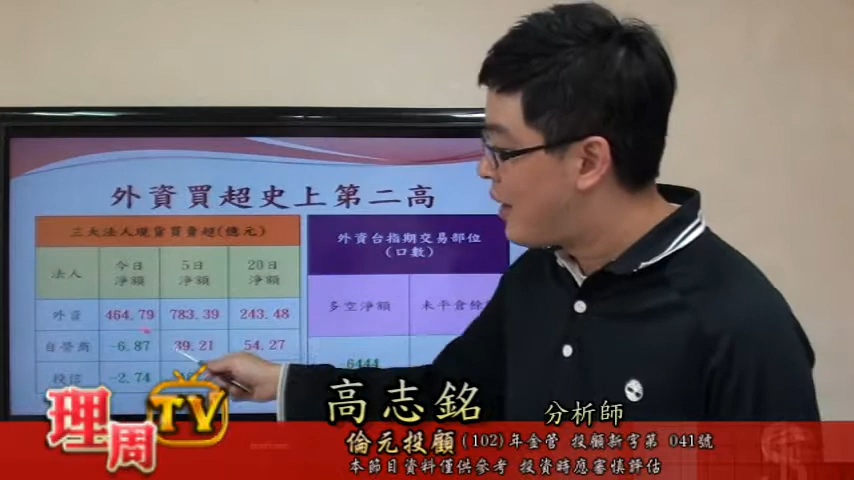 外資買超史上第二高
三大法人現貨買賣超(億元)
外資台指期交易部位
(口數)
法人
今日
淨額
5日
淨額
20日
淨額
多空淨額
未平倉餘
外資
464.79
783.39
243.48
自營商
-6.87
39.21
54.27
投信
-2.74
6444
理周TV
高志銘 分析師
倫元投顧 (102)年金管 投顧新字第 041號
本節目資料僅供參考 投資時應審慎評估